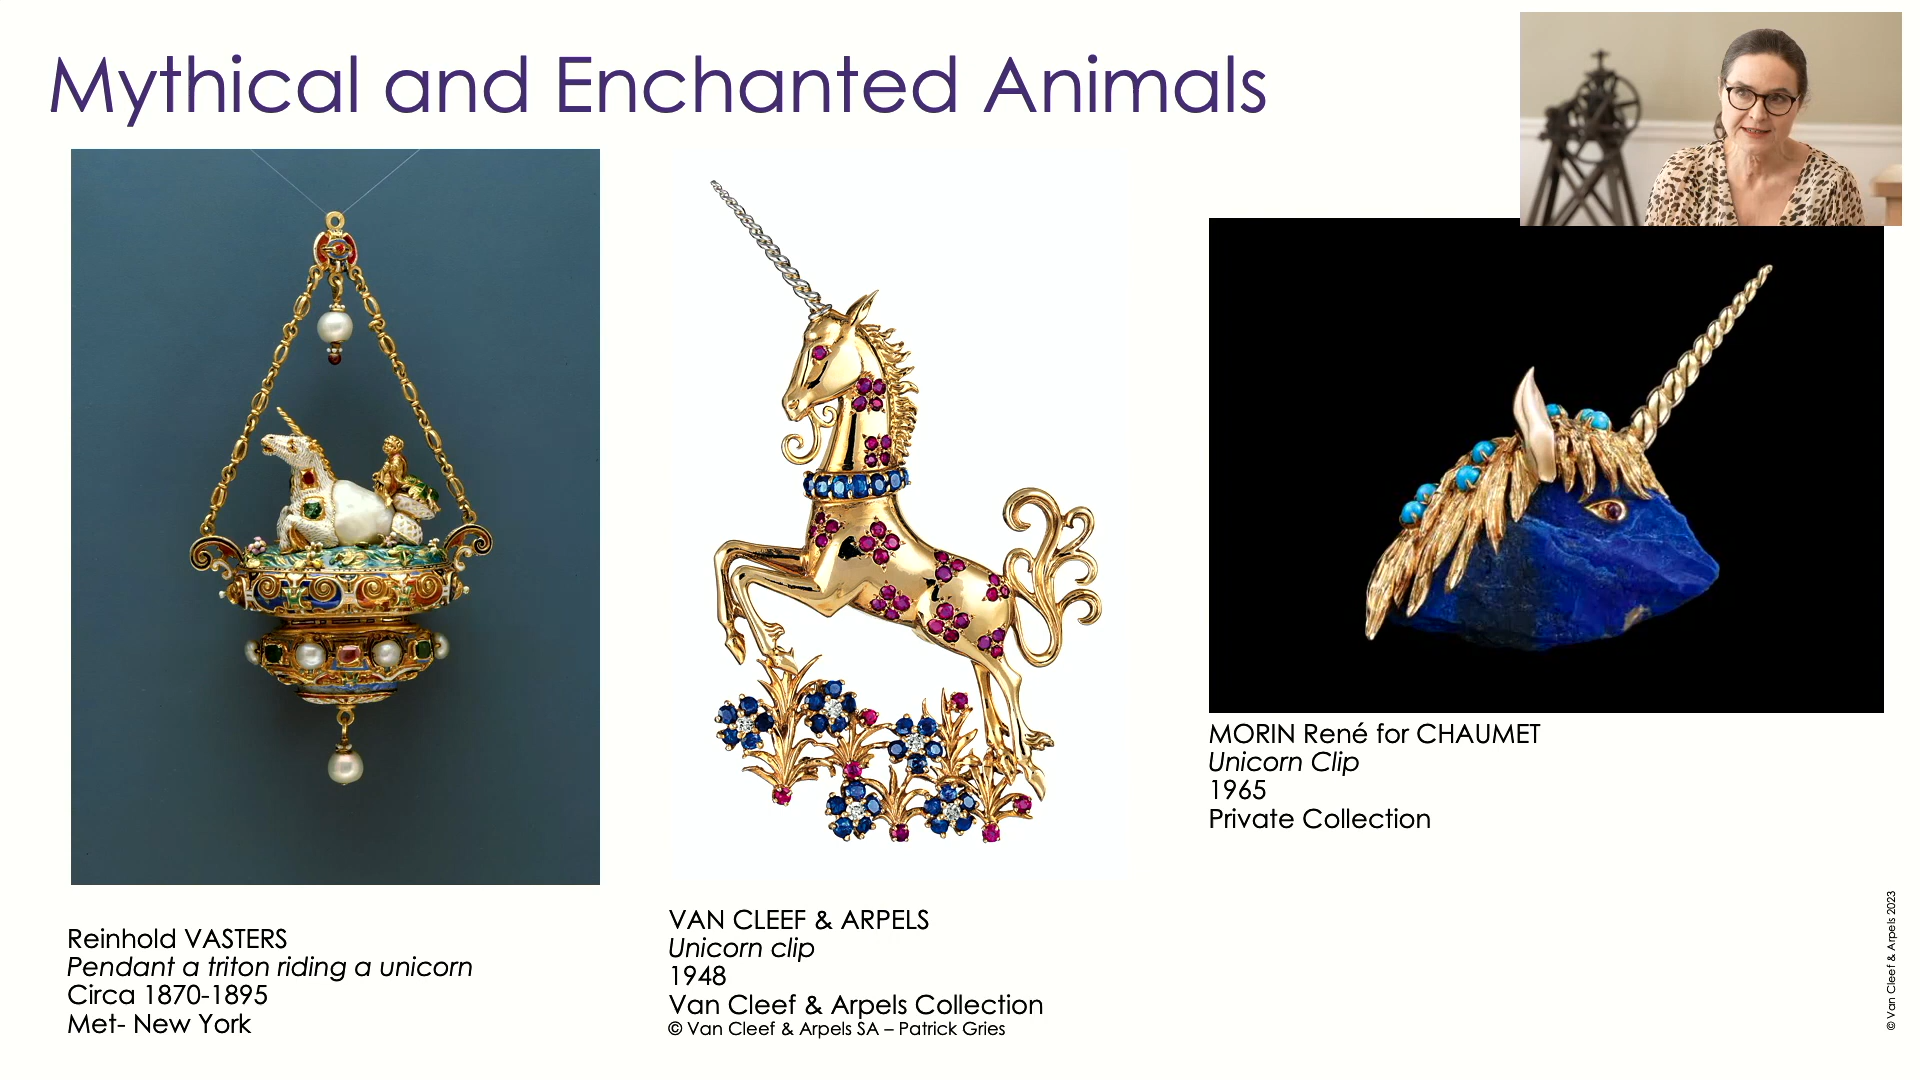 Mythical and Enchanted Animals
Reinhold VASTERS
Pendant a triton riding a unicorn
Circa 1870-1895
Met- New York
VAN CLEEF & ARPELS
Unicorn clip
1948
Van Cleef & Arpels Collection
© Van Cleef & Arpels SA – Patrick Gries
MORIN René for CHAUMET
Unicorn Clip
1965
Private Collection
© Van Cleef & Arpels 2023